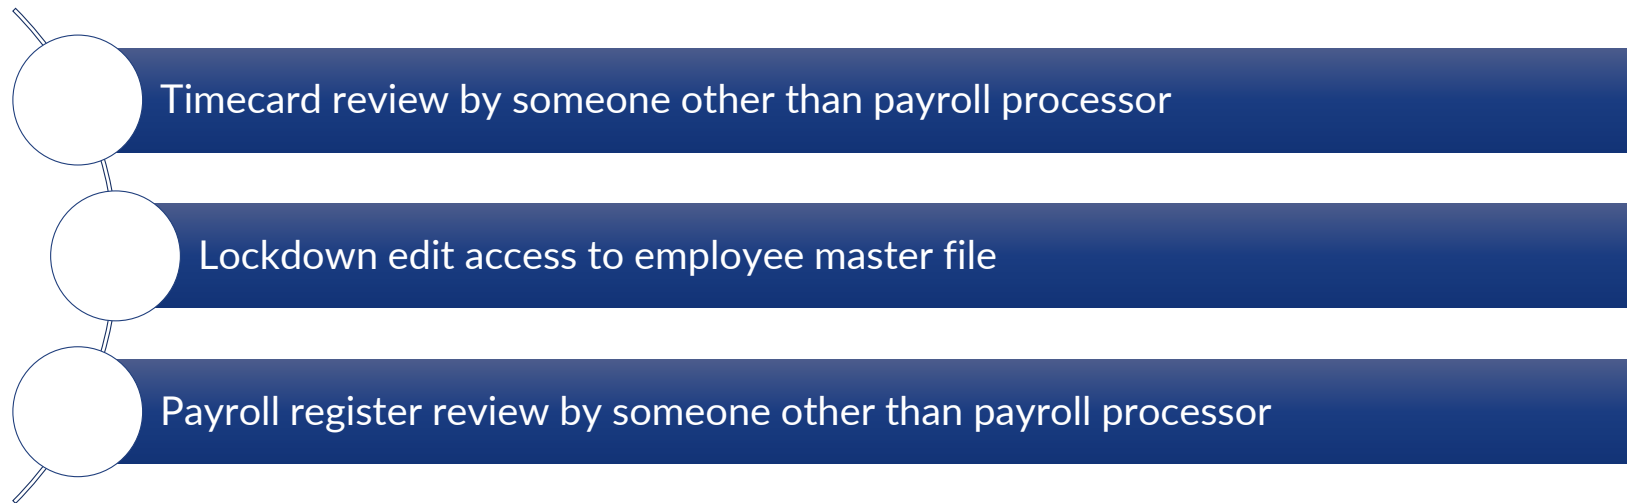 Timecard review by someone other than payroll processor
Lockdown edit access to employee master file
Payroll register review by someone other than payroll processor